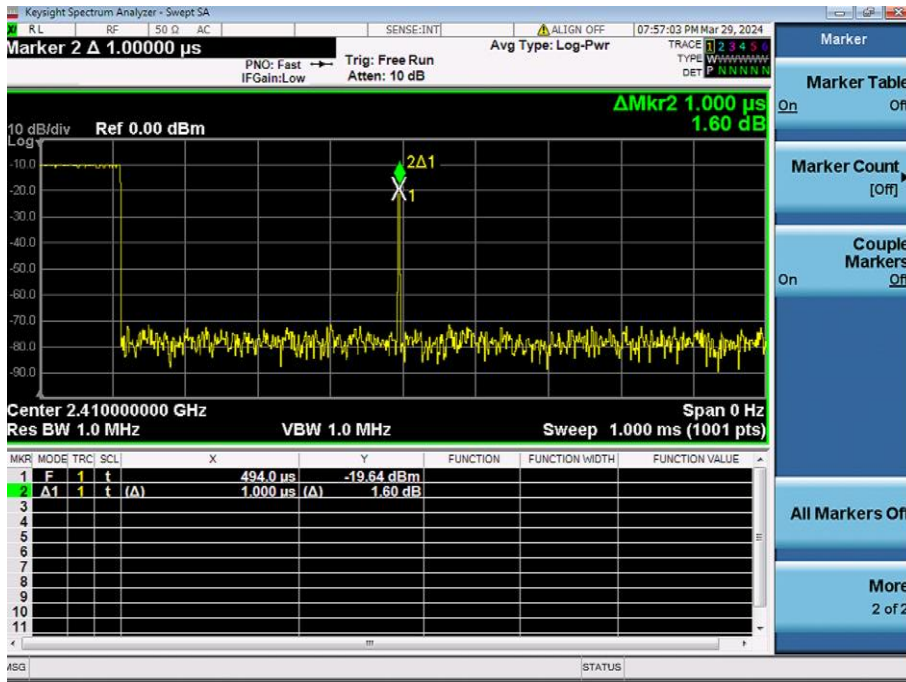 Keysight Spectrum Analyzer - Swept SA
RL RF 50 Ω AC SENSE:INT ALIGN OFF 07:57:03 PM Mar 29, 2024
Marker 2 Δ 1.00000 µs
PNO: Fast
IFGain:Low
Trig: Free Run
Atten: 10 dB
Avg Type: Log-Pwr
TRACE 1 2 3 4 5 6
TYPE WWWWWW
DET P N N N N N
ΔMkr2 1.000 µs
1.60 dB
10 dB/div Ref 0.00 dBm
Log
-10.0
-20.0
-30.0
-40.0
-50.0
-60.0
-70.0
-80.0
-90.0
2Δ1
1
Center 2.410000000 GHz Span 0 Hz
Res BW 1.0 MHz VBW 1.0 MHz Sweep 1.000 ms (1001 pts)
MKR MODE TRC SCL X Y FUNCTION FUNCTION WIDTH FUNCTION VALUE
1 F 1 t 494.0 µs -19.64 dBm
2 Δ1 1 t (Δ) 1.000 µs (Δ) 1.60 dB
3
4
5
6
7
8
9
10
11
MSG STATUS
Marker
Marker Table
On Off
Marker Count
[Off]
Couple
Markers
On Off
All Markers Off
More
2 of 2